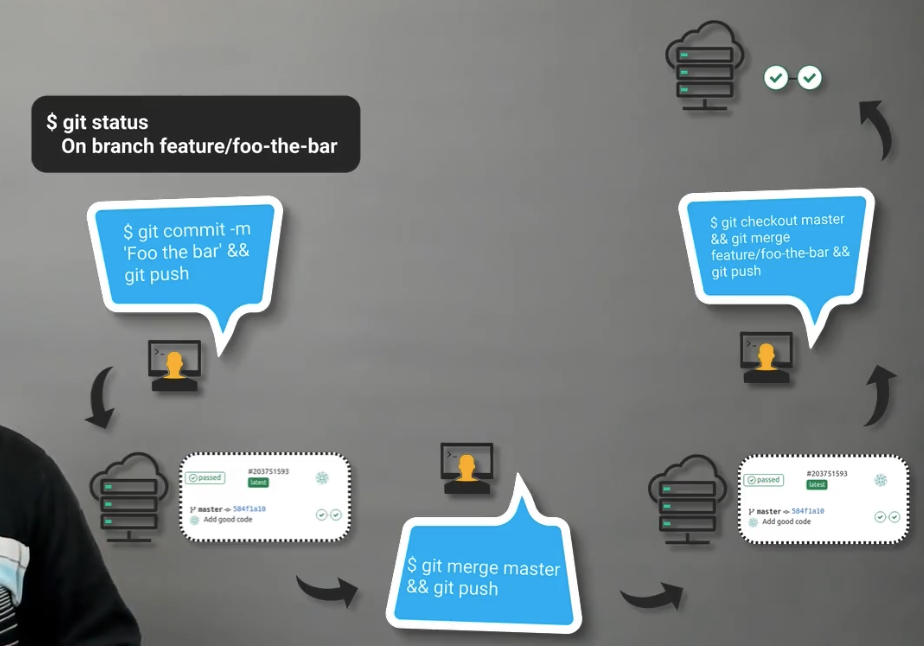 $ git status
On branch feature/foo-the-bar
$ git commit -m
'Foo the bar' &&
git push
$ git checkout master
&& git merge
feature/foo-the-bar &&
git push
>_
>_
>_
passed
#203751593
latest
master 584f1a10
Add good code
$ git merge master
&& git push
passed
#203751593
latest
master 584f1a10
Add good code